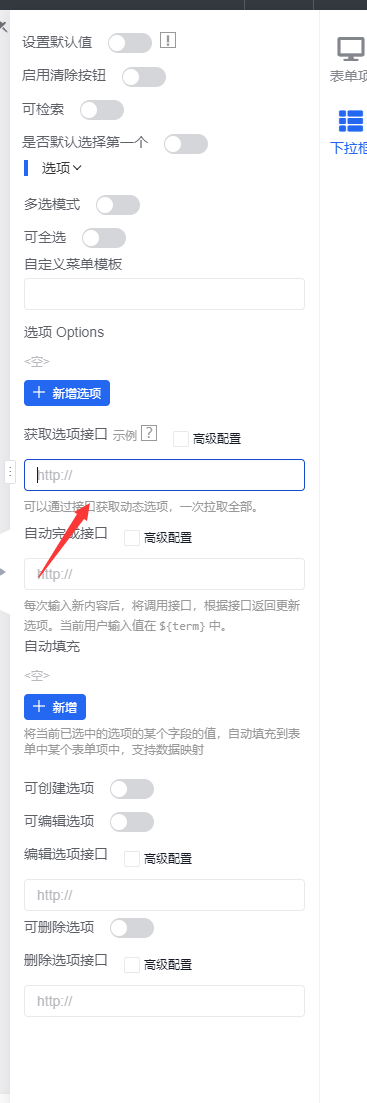 设置默认值
表单项
启用清除按钮
可检索
是否默认选择第一个
下拉框
选项
多选模式
可全选
自定义菜单模板
选项 Options
<空>
新增选项
获取选项接口 示例 ? 高级配置
http://
可以通过接口获取动态选项，一次拉取全部。
自动完成接口 高级配置
http://
每次输入新内容后，将调用接口，根据接口返回更新
选项。当前用户输入值在 ${term} 中。
自动填充
<空>
新增
将当前已选中的选项的某个字段的值，自动填充到表
单中某个表单项中，支持数据映射
可创建选项
可编辑选项
编辑选项接口 高级配置
http://
可删除选项
删除选项接口 高级配置
http://